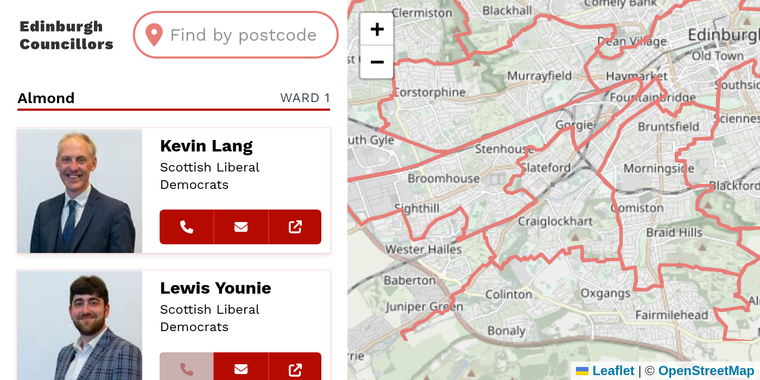 Edinburgh
Councillors
Find by postcode
Almond
WARD 1
Kevin Lang
Scottish Liberal
Democrats
Lewis Younie
Scottish Liberal
Democrats
+
−
Clermiston
Blackhall
Comely Bank
Dean Village
Edinburgh
Old Town
Murrayfield
Haymarket
Corstorphine
Fountainbridge
Southsid
Sciennes
Gorgie
Bruntsfield
uth Gyle
Stenhouse
Slateford
Morningside
Broomhouse
Blackford
Sighthill
Comiston
Craiglockhart
Braid Hills
Wester Hailes
Baberton
Colinton
Oxgangs
Juniper Green
Fairmilehead
Bonaly
rrie
Leaflet | © OpenStreetMap